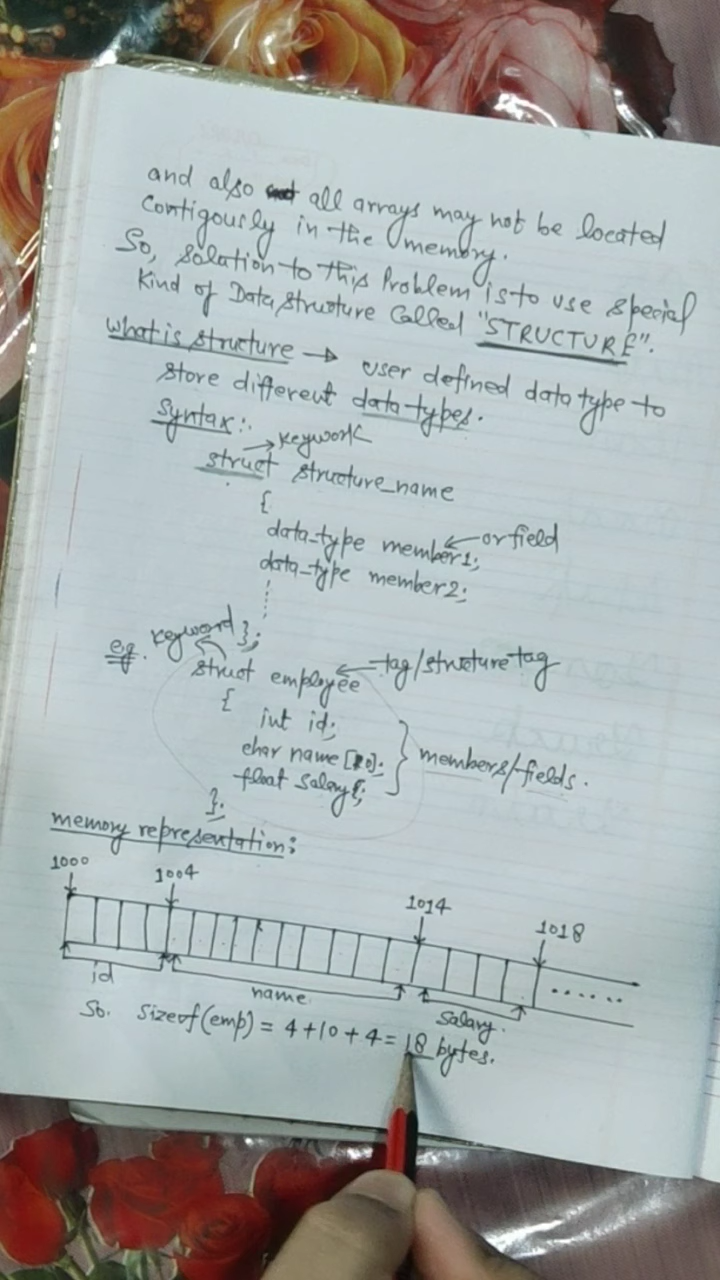 and also all arrays may not be located
Contigously in the memory.
So, solation to this Problem is to use special
Kind of Data structure Called "STRUCTURE".
what is structure → user defined data type to
store different data-types.
Syntax:
→ keyword
struct structure_name
{
data-type member1; ← or field
data-type member2;
};
eg. keyword
struct employee ← tag/structure tag
{
int id;
char name [10];
float Salary;
} members/fields.
};
memory representation:
1000 1004 1014 1018
......
id name salary.
So. Sizeof(emp) = 4+10+4 = 18 bytes.